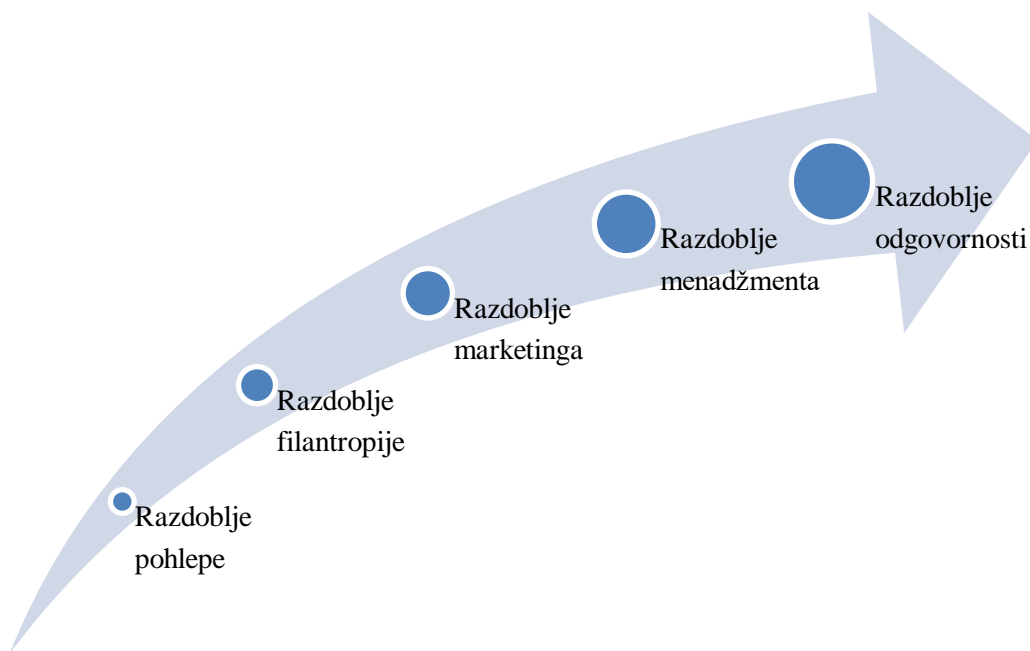 Razdoblje
pohlepe
Razdoblje
filantropije
Razdoblje
marketinga
Razdoblje
menadžmenta
Razdoblje
odgovornosti